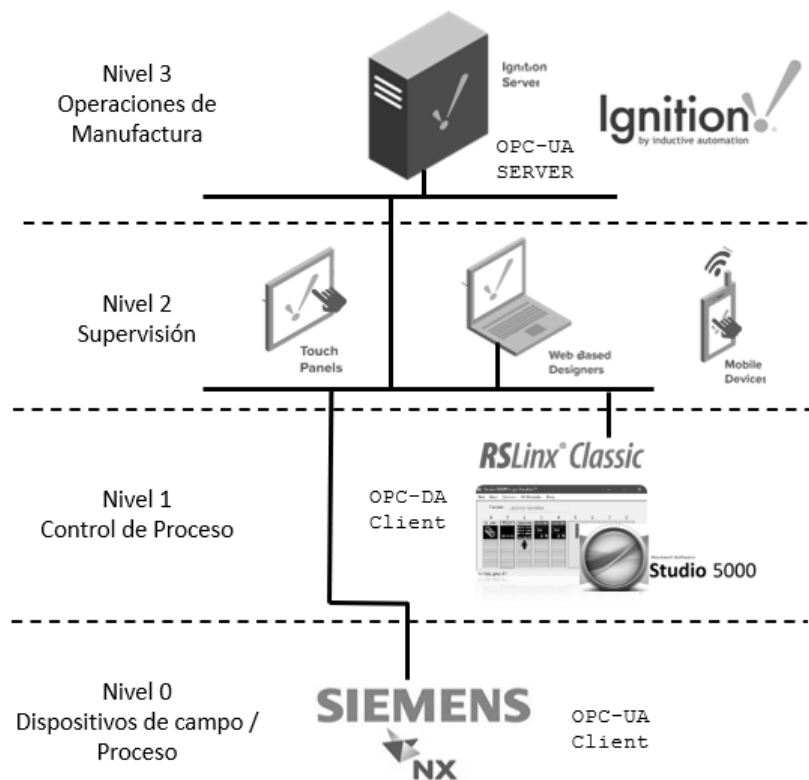 Nivel 3
Operaciones de
Manufactura
Ignition
Server
Ignition!
by inductive automation
OPC-UA
SERVER
Nivel 2
Supervisión
Touch
Panels
Web-Based
Designers
Mobile
Devices
RSLinx® Classic
Nivel 1
Control de Proceso
OPC-DA
Client
Studio 5000
Nivel 0
Dispositivos de campo /
Proceso
SIEMENS
NX
OPC-UA
Client